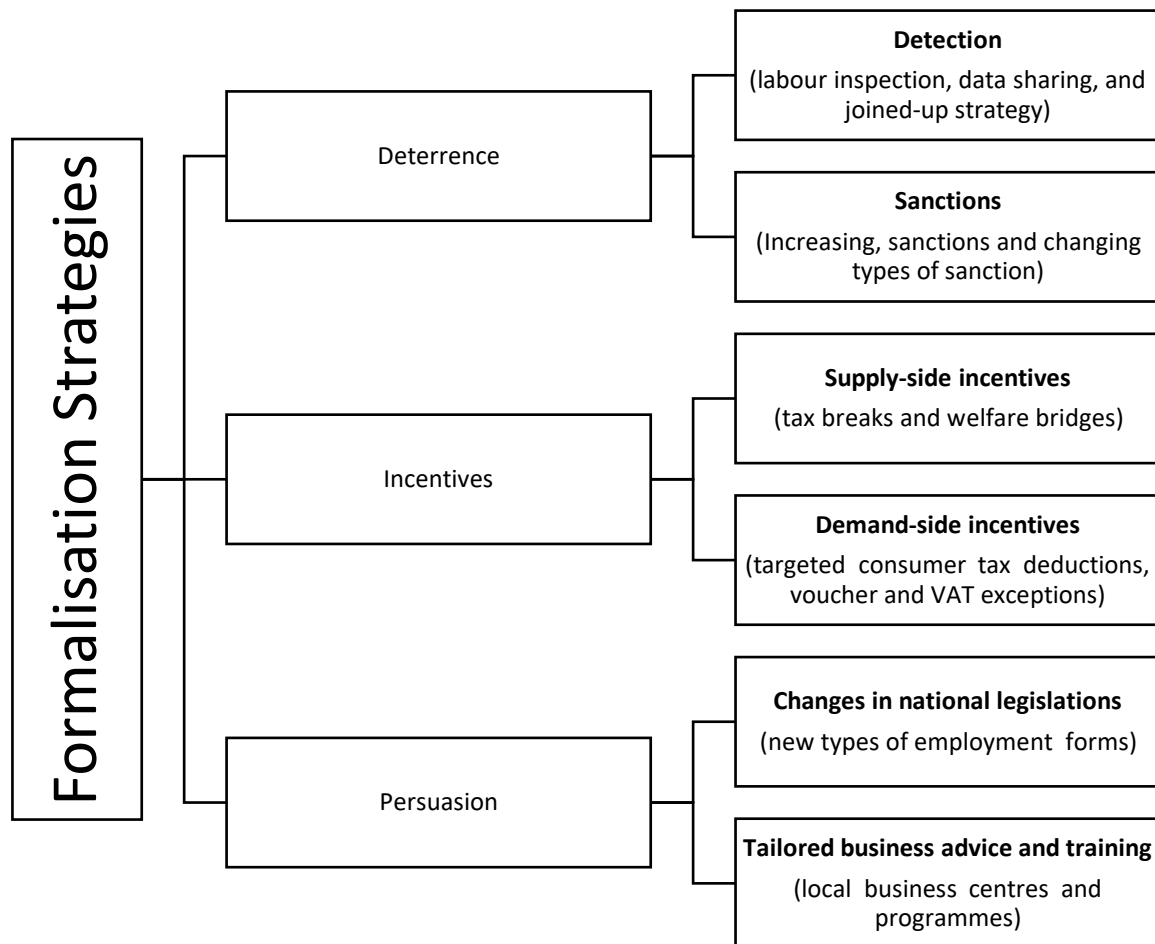 Formalisation Strategies
Deterrence
Detection
(labour inspection, data sharing, and
joined-up strategy)
Sanctions
(Increasing, sanctions and changing
types of sanction)
Incentives
Supply-side incentives
(tax breaks and welfare bridges)
Demand-side incentives
(targeted consumer tax deductions,
voucher and VAT exceptions)
Persuasion
Changes in national legislations
(new types of employment forms)
Tailored business advice and training
(local business centres and
programmes)